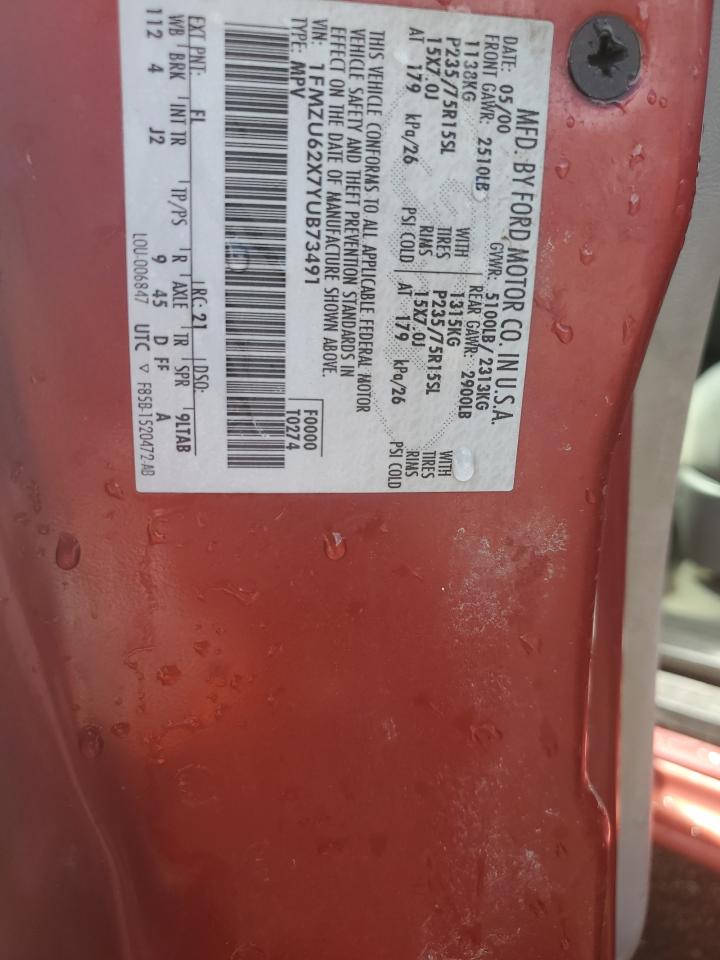 MFD. BY FORD MOTOR CO. IN U.S.A.
DATE: 05/00 GVWR: 5100LB/ 2313KG
FRONT GAWR: 2510LB REAR GAWR: 2900LB
1138KG WITH 1315KG WITH
P235/75R15SL TIRES P235/75R15SL TIRES
15X7.0J RIMS 15X7.0J RIMS
AT 179 kPa/26 PSI COLD AT 179 kPa/26 PSI COLD
THIS VEHICLE CONFORMS TO ALL APPLICABLE FEDERAL MOTOR
VEHICLE SAFETY AND THEFT PREVENTION STANDARDS IN
EFFECT ON THE DATE OF MANUFACTURE SHOWN ABOVE.
VIN: 1FMZU62X7YUB73491 F0000
TYPE: MPV T0274
EXT PNT: FL RC: 21 DSO:
WB BRK INT TR TP/PS R AXLE TR SPR 9LTAB
112 4 J2 9 45 D FF A
LOU-006847 UTC ▽ F85B-1520472-AB